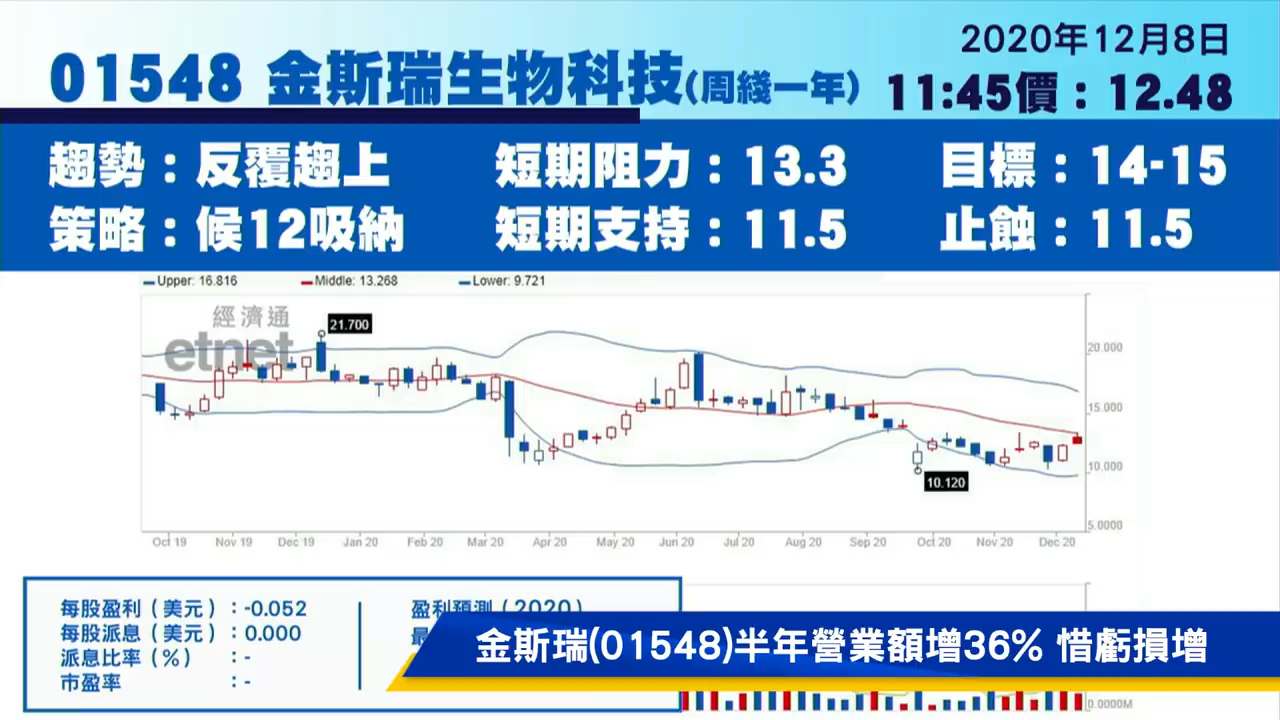 01548 金斯瑞生物科技(周綫一年)
2020年12月8日
11:45價：12.48
趨勢：反覆趨上 短期阻力：13.3 目標：14-15
策略：候12吸納 短期支持：11.5 止蝕：11.5
Upper: 16.816 Middle: 13.268 Lower: 9.721
經濟通
etnet
21.700
20.000
15.000
10.120
10.000
5.0000
Oct 19 Nov 19 Dec 19 Jan 20 Feb 20 Mar 20 Apr 20 May 20 Jun 20 Jul 20 Aug 20 Sep 20 Oct 20 Nov 20 Dec 20
每股盈利（美元）：-0.052
每股派息（美元）：0.000
派息比率（%）：-
市盈率：-
盈利預測（2020）
金斯瑞(01548)半年營業額增36% 惜虧損增
0.0000M